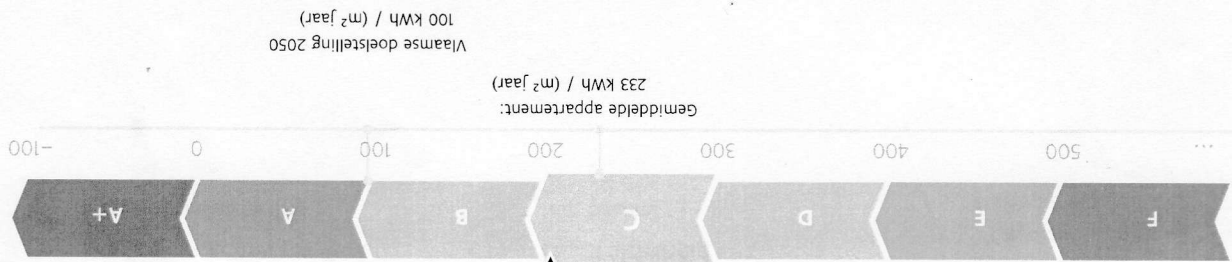 F E D C B A A+
... 500 400 300 200 100 0 -100
Gemiddelde appartement:
233 kWh / (m² jaar)
Vlaamse doelstelling 2050
100 kWh / (m² jaar)